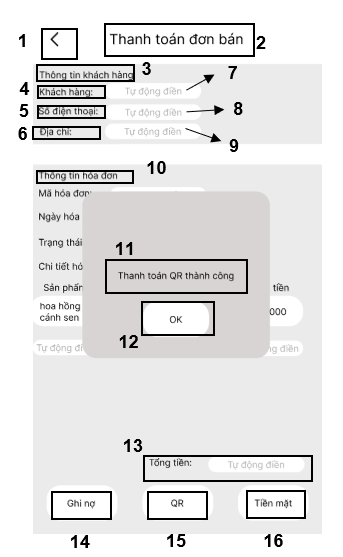 1 Thanh toán đơn bán 2
Thông tin khách hàng 3
4 Khách hàng: Tự động điền 7
5 Số điện thoại: Tự động điền 8
6 Địa chỉ: Tự động điền 9
Thông tin hóa đơn 10
Mã hóa đơn:
Ngày hóa
Trạng thái
Chi tiết hó
11
Thanh toán QR thành công
Sản phẩm tiền
hoa hồng
cánh sen 000
OK
12
Tự động đi ng điền
13
Tổng tiền: Tự động điền
Ghi nợ QR Tiền mặt
14 15 16